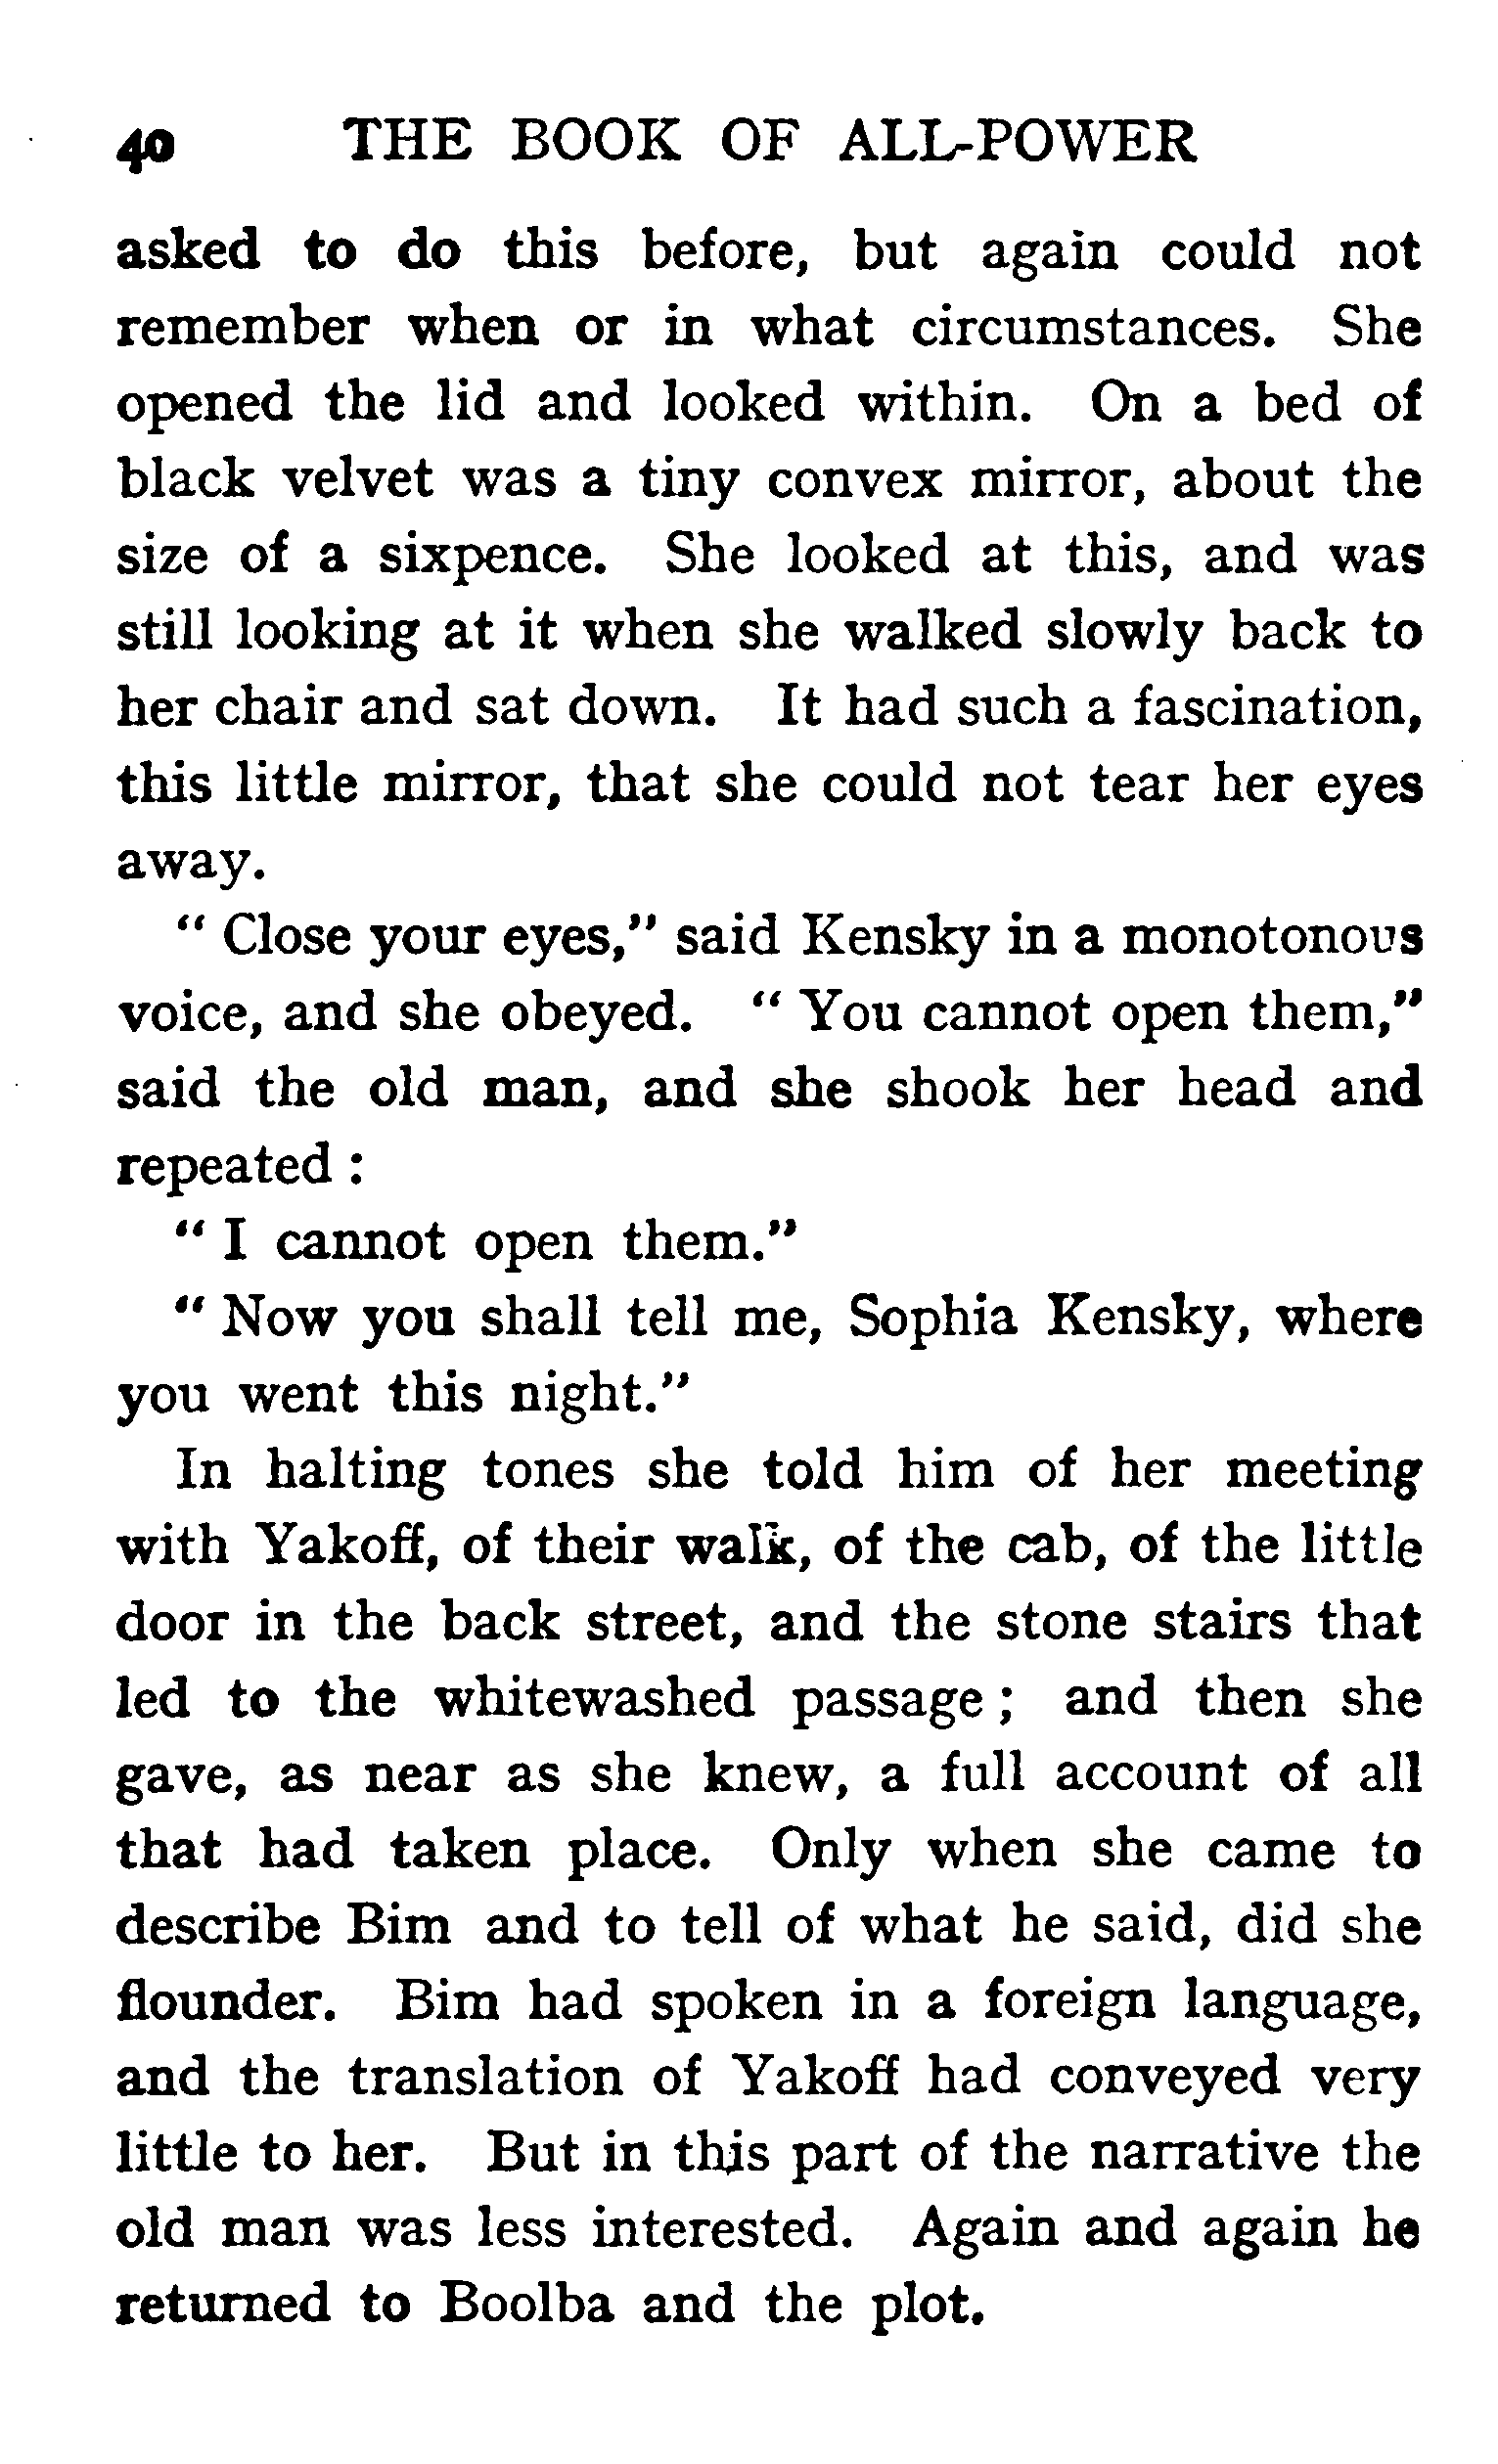 40 THE BOOK OF ALL-POWER
asked to do this before, but again could not
remember when or in what circumstances. She
opened the lid and looked within. On a bed of
black velvet was a tiny convex mirror, about the
size of a sixpence. She looked at this, and was
still looking at it when she walked slowly back to
her chair and sat down. It had such a fascination,
this little mirror, that she could not tear her eyes
away.
" Close your eyes," said Kensky in a monotonous
voice, and she obeyed. " You cannot open them,"
said the old man, and she shook her head and
repeated :
" I cannot open them."
" Now you shall tell me, Sophia Kensky, where
you went this night."
In halting tones she told him of her meeting
with Yakoff, of their walk, of the cab, of the little
door in the back street, and the stone stairs that
led to the whitewashed passage ; and then she
gave, as near as she knew, a full account of all
that had taken place. Only when she came to
describe Bim and to tell of what he said, did she
flounder. Bim had spoken in a foreign language,
and the translation of Yakoff had conveyed very
little to her. But in this part of the narrative the
old man was less interested. Again and again he
returned to Boolba and the plot.